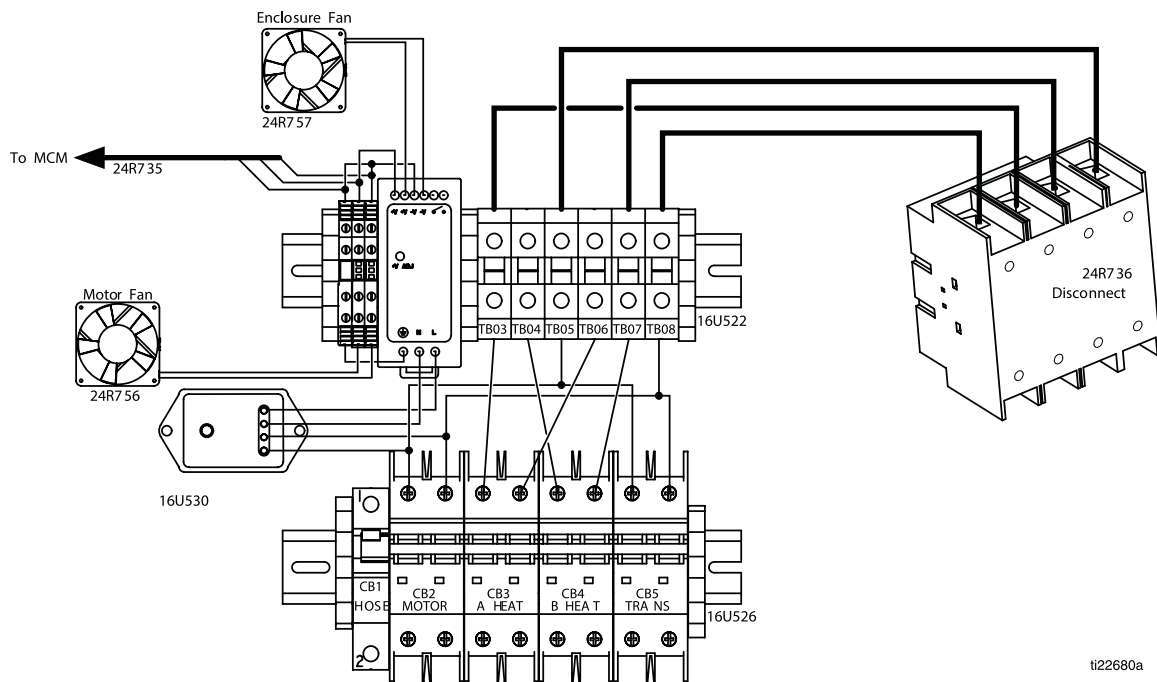 Enclosure Fan
24R757
To MCM
24R735
+V +V +V +V
+V ADJ
Motor Fan
N L
TB03 TB04 TB05 TB06 TB07 TB08
16U522
24R736
Disconnect
24R756
16U530
1
CB1
HOSE
2
CB2
MOTOR
CB3
A HEAT
CB4
B HEAT
CB5
TRANS
16U526
ti22680a